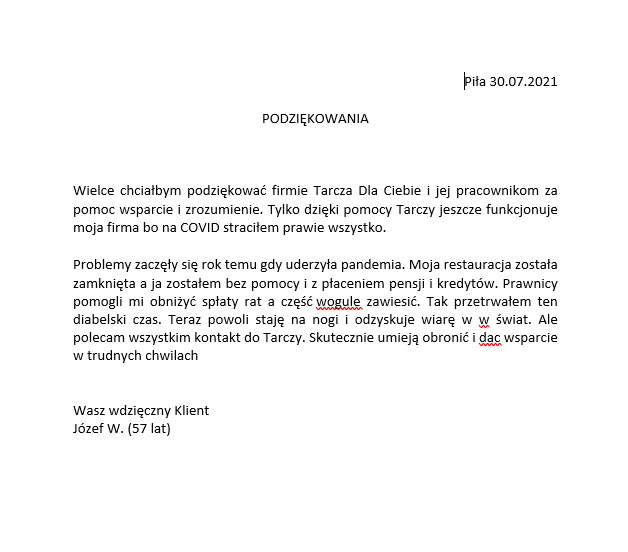 Piła 30.07.2021
PODZIĘKOWANIA
Wielce chciałbym podziękować firmie Tarcza Dla Ciebie i jej pracownikom za
pomoc wsparcie i zrozumienie. Tylko dzięki pomocy Tarczy jeszcze funkcjonuje
moja firma bo na COVID straciłem prawie wszystko.
Problemy zaczęły się rok temu gdy uderzyła pandemia. Moja restauracja została
zamknięta a ja zostałem bez pomocy i z płaceniem pensji i kredytów. Prawnicy
pomogli mi obniżyć spłaty rat a część wogule zawiesić. Tak przetrwałem ten
diabelski czas. Teraz powoli staję na nogi i odzyskuje wiarę w w świat. Ale
polecam wszystkim kontakt do Tarczy. Skutecznie umieją obronić i dac wsparcie
w trudnych chwilach
Wasz wdzięczny Klient
Józef W. (57 lat)